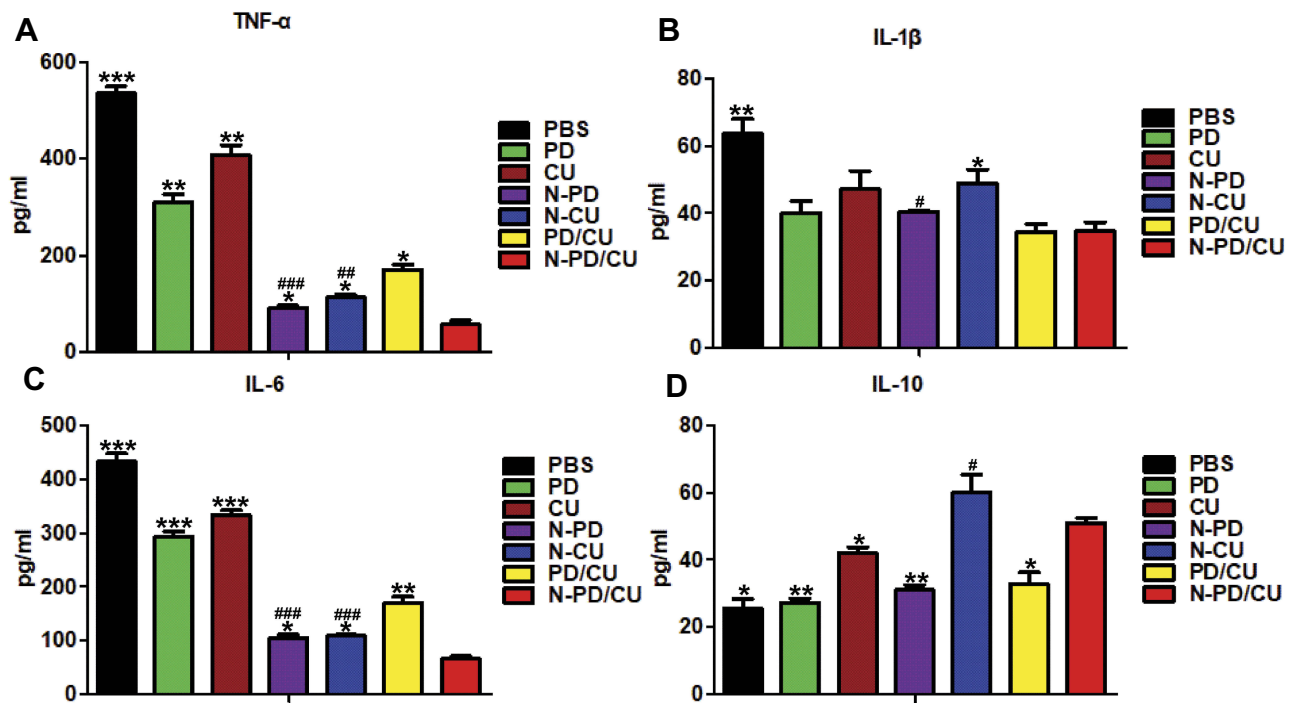 A
TNF-α
pg/ml
600
400
200
0
***
**
**
###
*
##
*
*
PBS
PD
CU
N-PD
N-CU
PD/CU
N-PD/CU
B
IL-1β
pg/ml
80
60
40
20
0
**
#
*
PBS
PD
CU
N-PD
N-CU
PD/CU
N-PD/CU
C
IL-6
pg/ml
500
400
300
200
100
0
***
***
***
###
*
###
*
**
PBS
PD
CU
N-PD
N-CU
PD/CU
N-PD/CU
D
IL-10
pg/ml
80
60
40
20
0
*
**
*
**
#
*
PBS
PD
CU
N-PD
N-CU
PD/CU
N-PD/CU